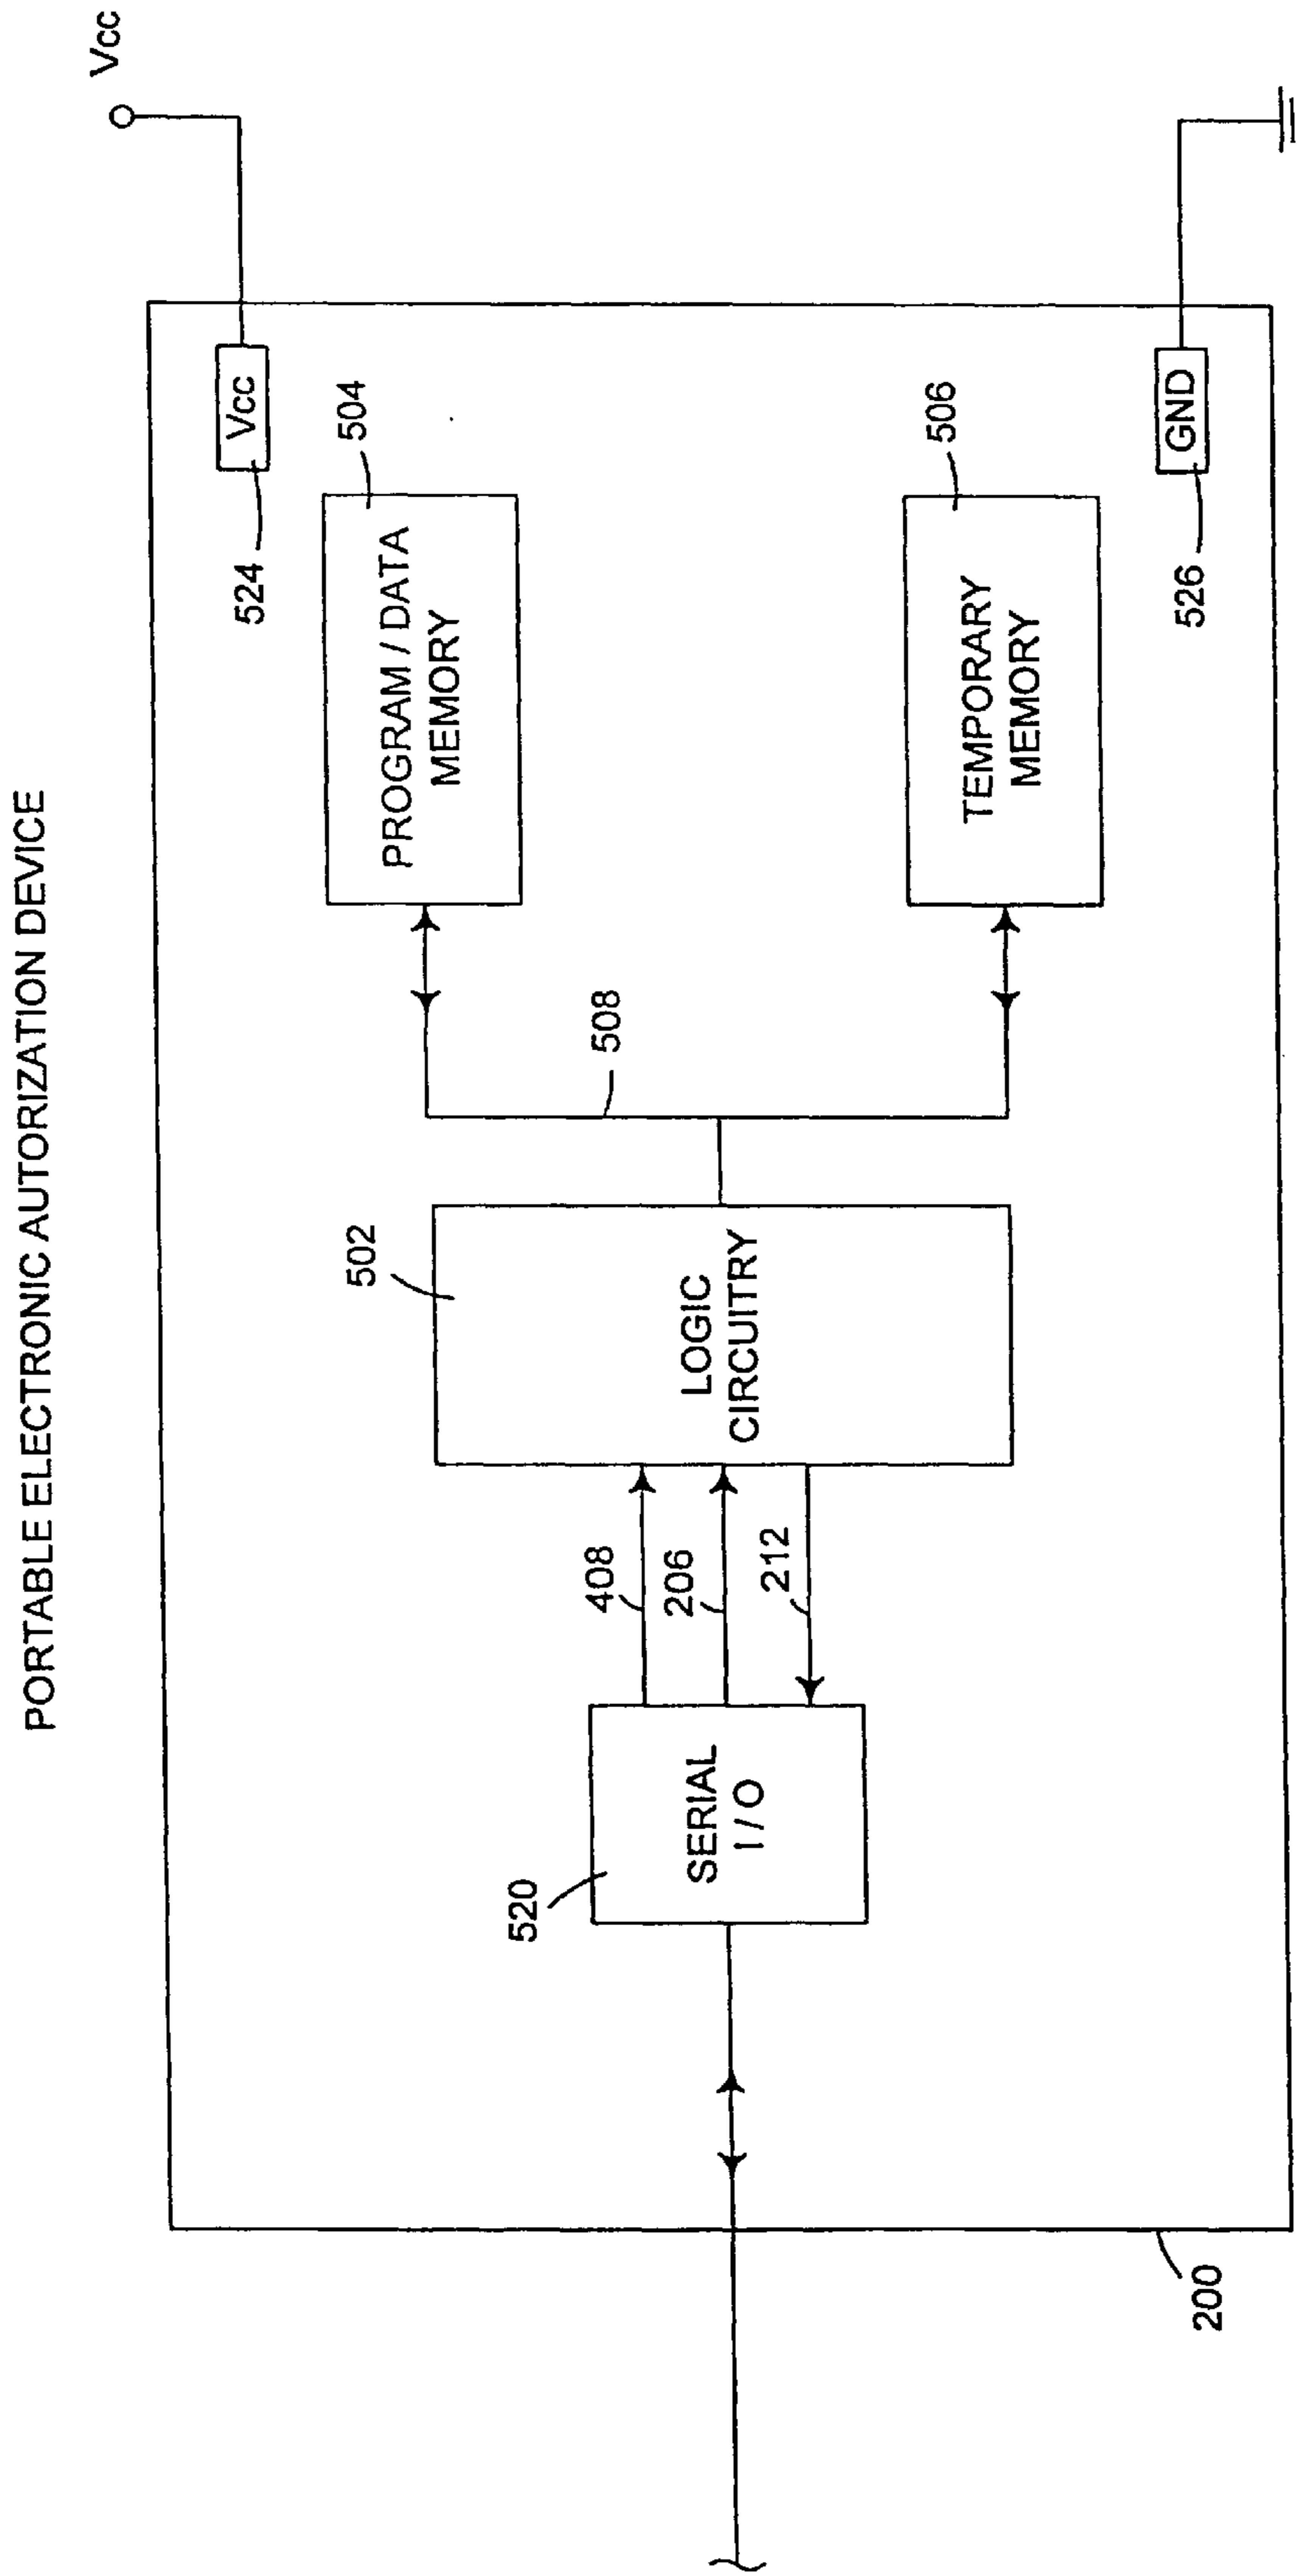 PORTABLE ELECTRONIC AUTORIZATION DEVICE
Vcc
Vcc
524
504
PROGRAM / DATA
MEMORY
508
502
LOGIC
CIRCUITRY
408
206
212
520
SERIAL
I / O
506
TEMPORARY
MEMORY
GND
526
200